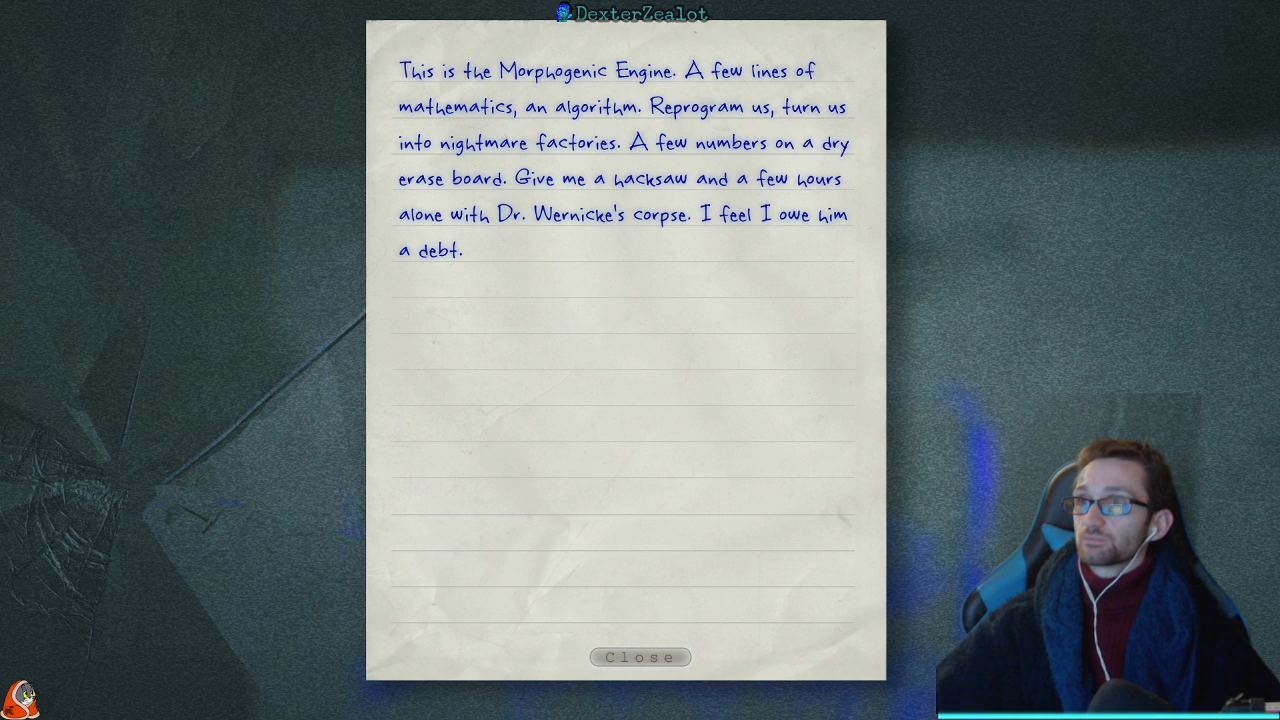 DexterZealot
This is the Morphogenic Engine. A few lines of
mathematics, an algorithm. Reprogram us, turn us
into nightmare factories. A few numbers on a dry
erase board. Give me a hacksaw and a few hours
alone with Dr. Wernicke's corpse. I feel I owe him
a debt.
Close